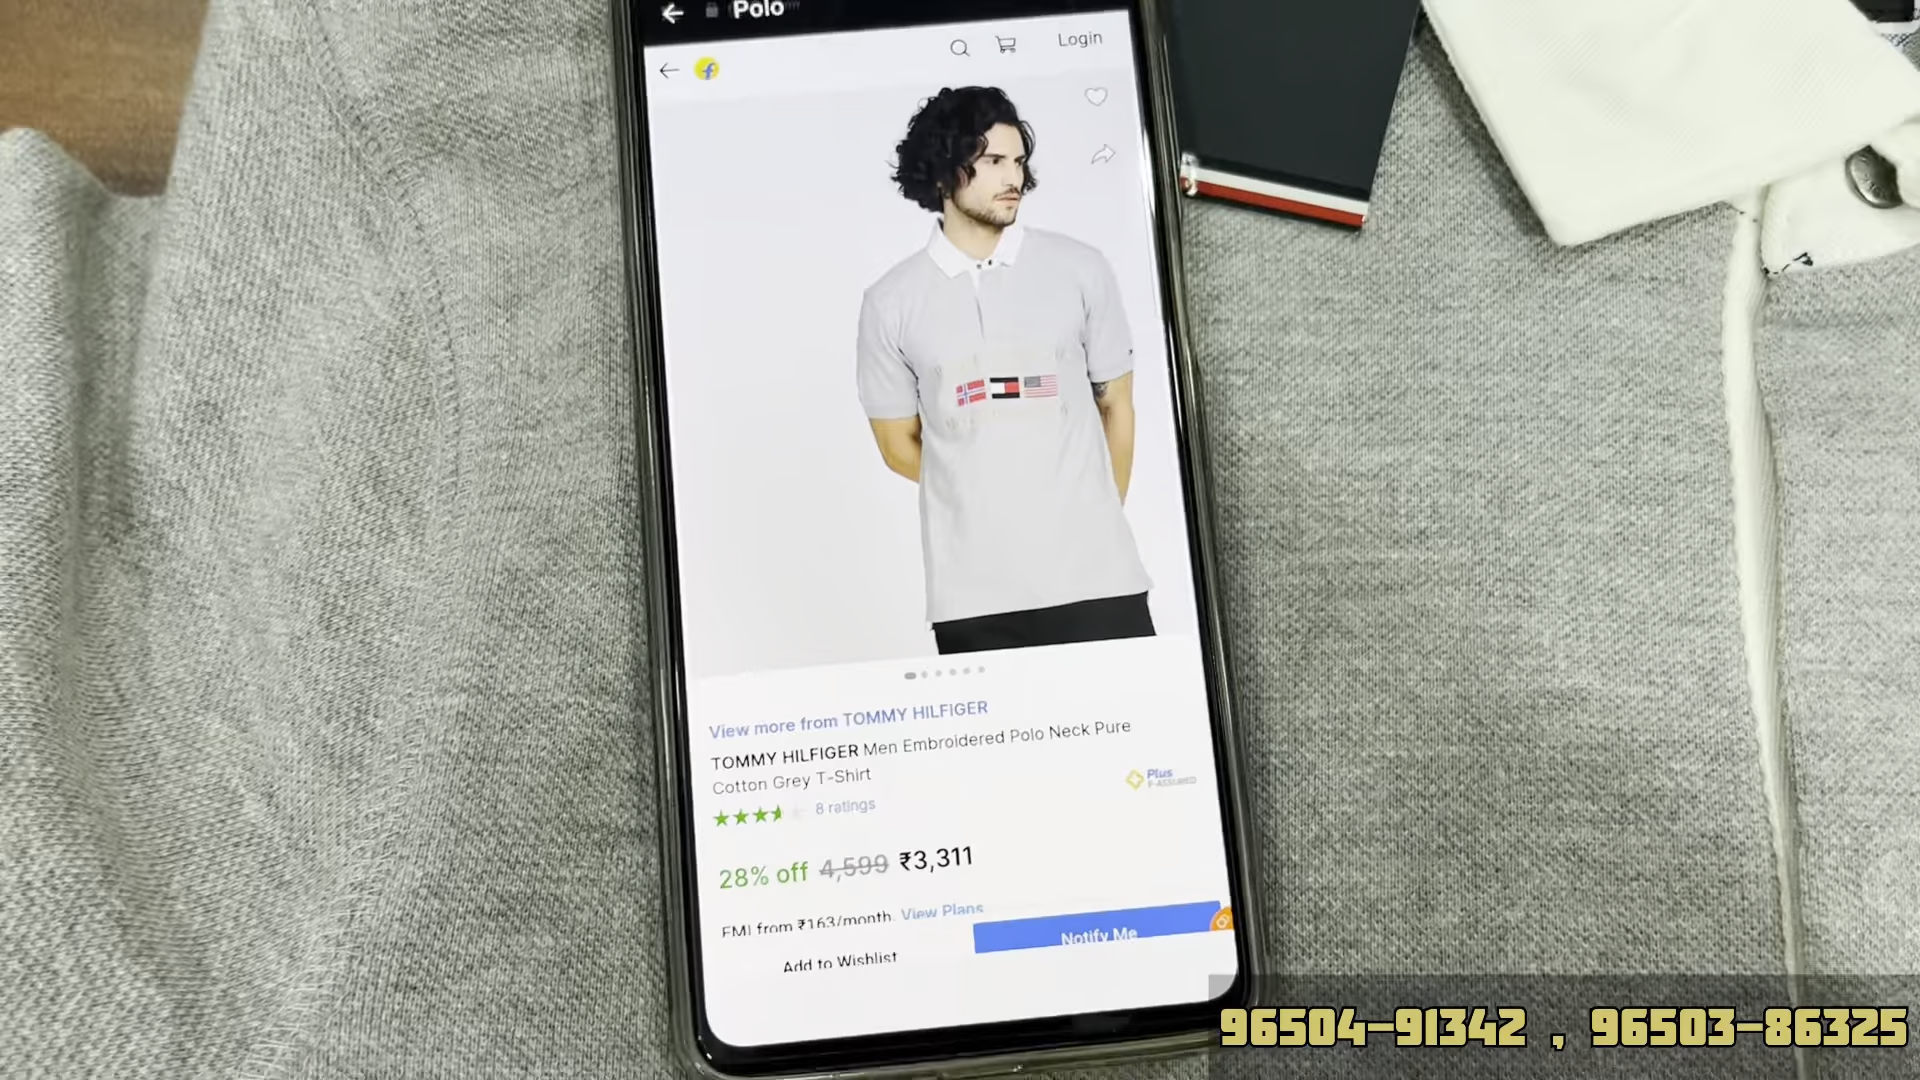 Polo
Login
View more from TOMMY HILFIGER
TOMMY HILFIGER Men Embroidered Polo Neck Pure
Cotton Grey T-Shirt
Plus
F-ASSURED
8 ratings
28% off 4,599 ₹3,311
EMI from ₹163/month. View Plans
Add to Wishlist
Notify Me
96504-91342 , 96503-86325